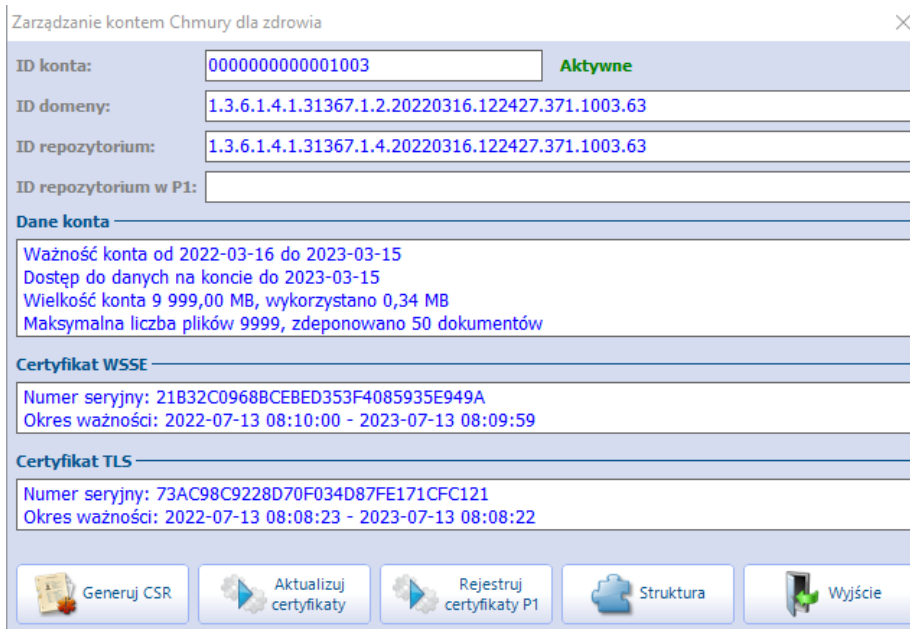 Zarządzanie kontem Chmury dla zdrowia
ID konta: 0000000000001003 Aktywne
ID domeny: 1.3.6.1.4.1.31367.1.2.20220316.122427.371.1003.63
ID repozytorium: 1.3.6.1.4.1.31367.1.4.20220316.122427.371.1003.63
ID repozytorium w P1:
Dane konta
Ważność konta od 2022-03-16 do 2023-03-15
Dostęp do danych na koncie do 2023-03-15
Wielkość konta 9 999,00 MB, wykorzystano 0,34 MB
Maksymalna liczba plików 9999, zdeponowano 50 dokumentów
Certyfikat WSSE
Numer seryjny: 21B32C0968BCEBED353F4085935E949A
Okres ważności: 2022-07-13 08:10:00 - 2023-07-13 08:09:59
Certyfikat TLS
Numer seryjny: 73AC98C9228D70F034D87FE171CFC121
Okres ważności: 2022-07-13 08:08:23 - 2023-07-13 08:08:22
Generuj CSR
Aktualizuj
certyfikaty
Rejestruj
certyfikaty P1
Struktura
Wyjście